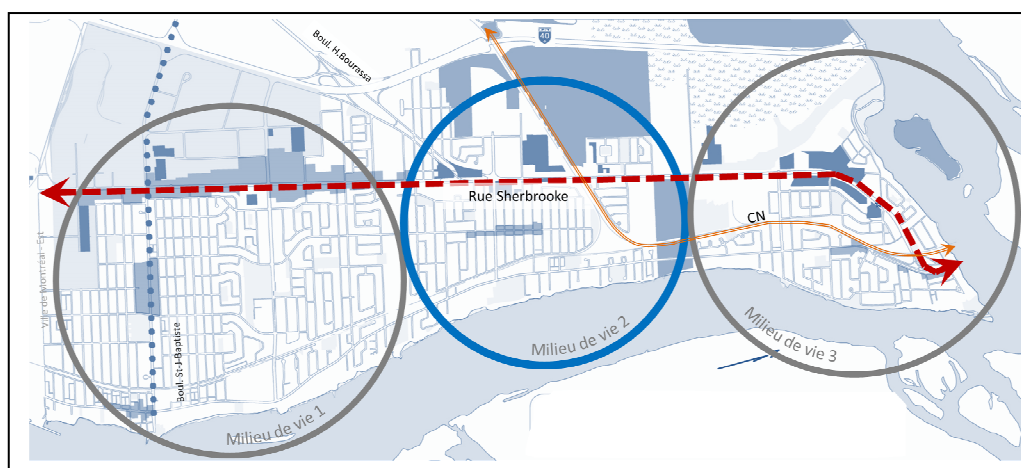 Boul. H.Bourassa
40
Rue Sherbrooke
CN
Ville de Montréal - Est
Boul. St-J-Baptiste
Milieu de vie 1
Milieu de vie 2
Milieu de vie 3